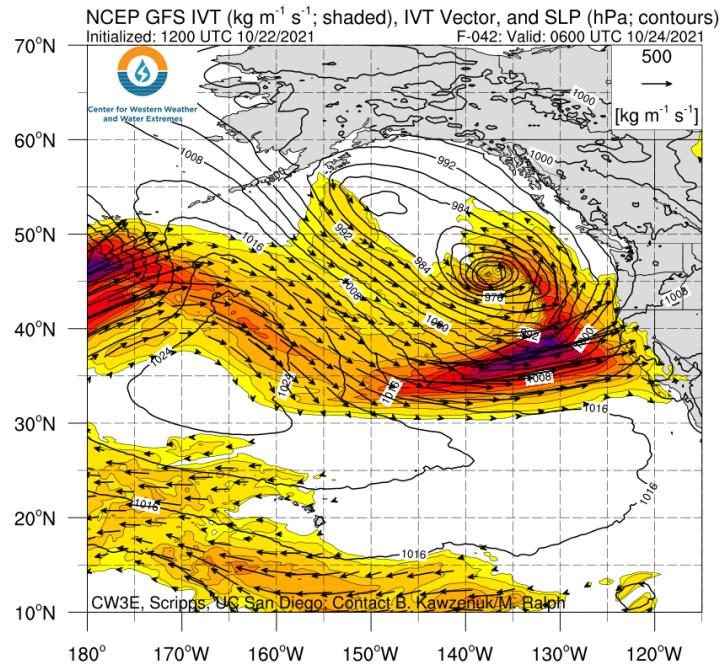 NCEP GFS IVT (kg m⁻¹ s⁻¹; shaded), IVT Vector, and SLP (hPa; contours)
Initialized: 1200 UTC 10/22/2021
F-042: Valid: 0600 UTC 10/24/2021
70°N
500
[kg m⁻¹ s⁻¹]
Center for Western Weather
and Water Extremes
1000
60°N
1008
992
1000
1000
984
50°N
1016
992
984
1008
976
1008
1000
40°N
992
1000
1024
1024
1016
1008
30°N
1016
1016
20°N
1016
1016
10°N
CW3E, Scripps, UC San Diego; Contact B. Kawzenuk/M. Ralph
180°
170°W
160°W
150°W
140°W
130°W
120°W